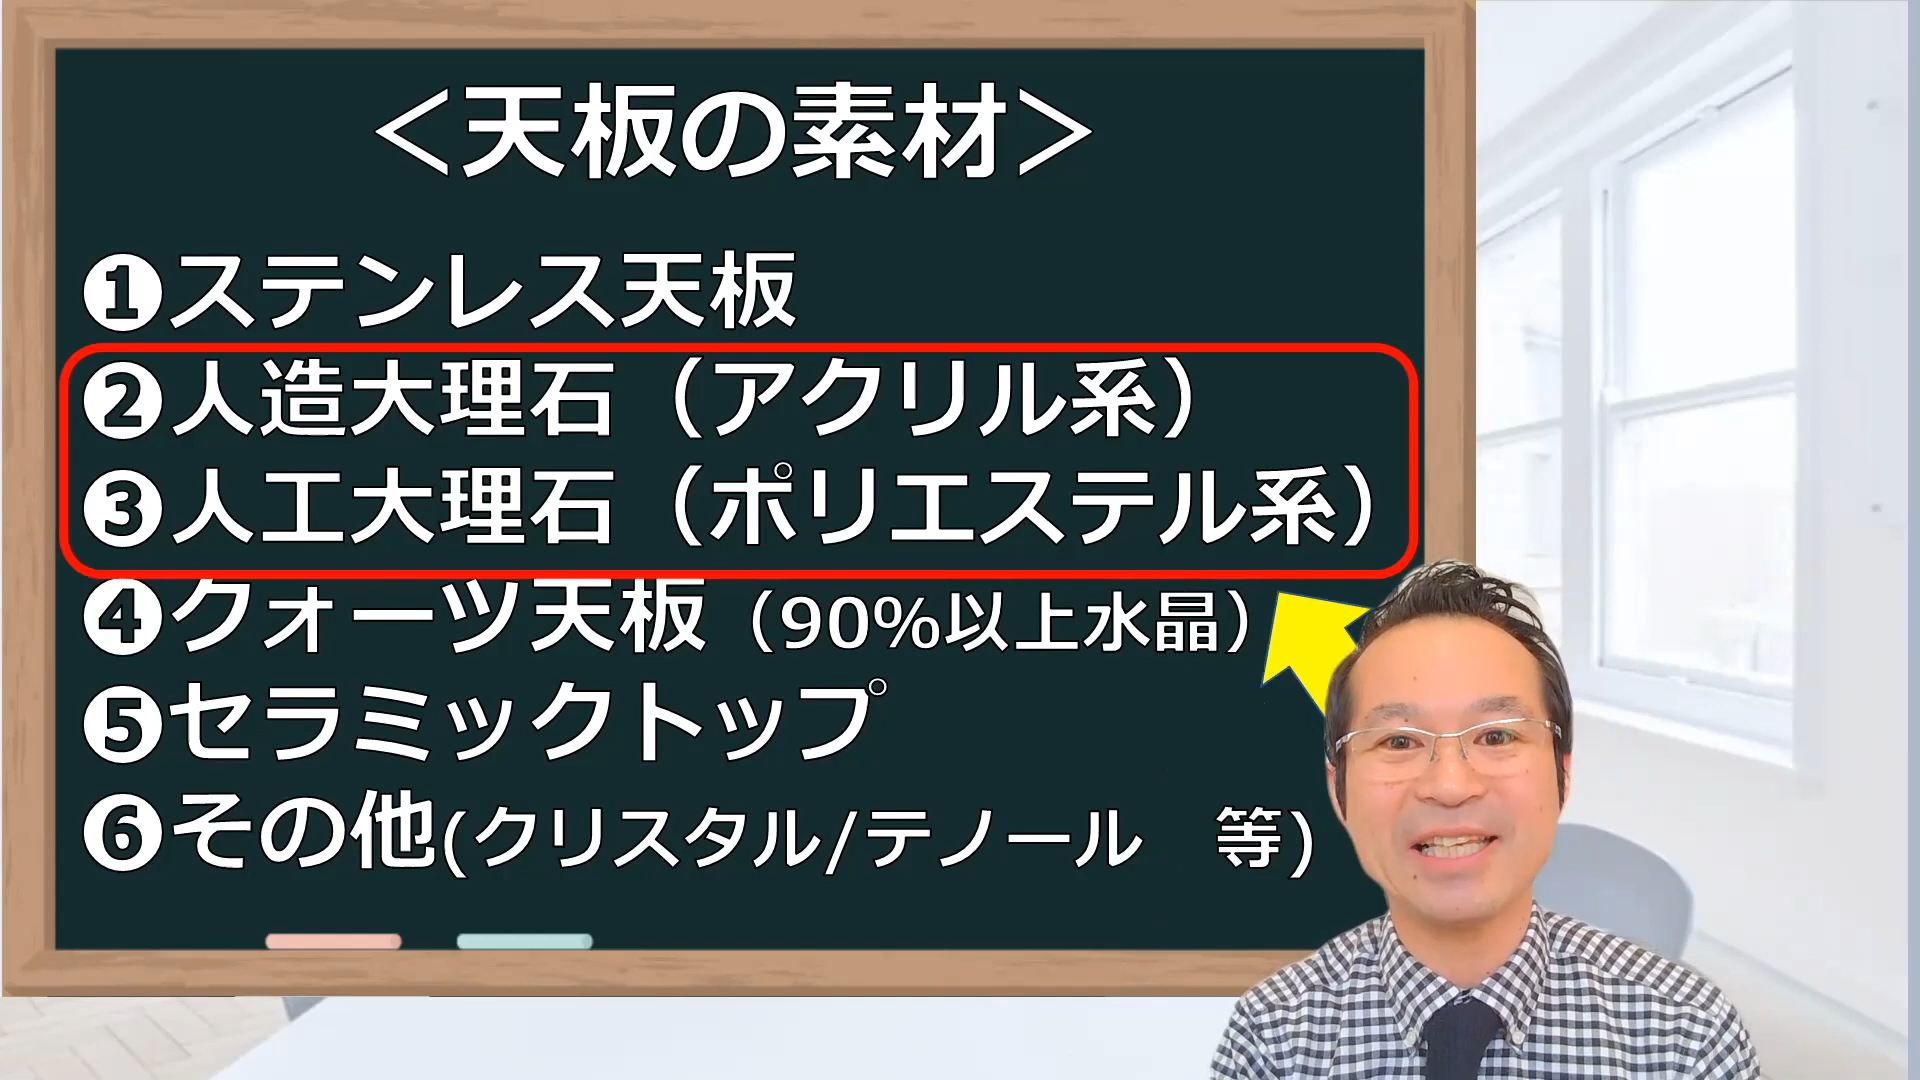 ＜天板の素材＞
❶ステンレス天板
❷人造大理石（アクリル系）
❸人工大理石（ポリエステル系）
❹クォーツ天板（90%以上水晶）
❺セラミックトップ
❻その他(クリスタル/テノール　等)